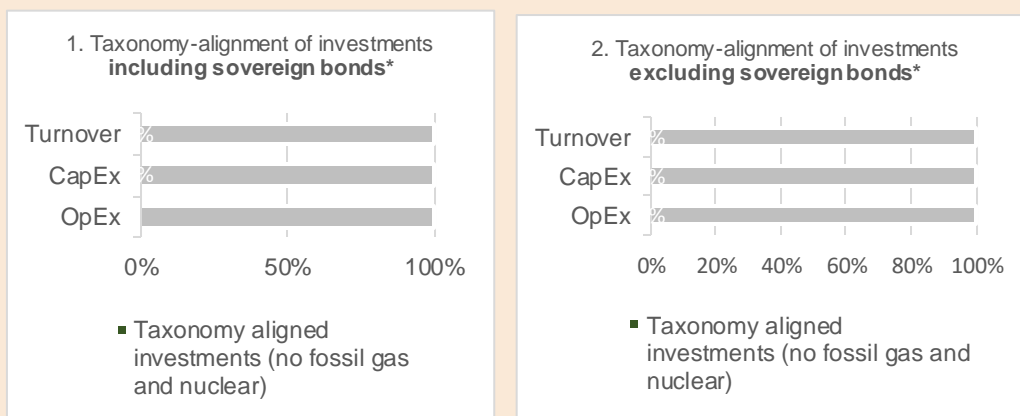 1. Taxonomy-alignment of investments
including sovereign bonds*
Turnover
%
CapEx
%
OpEx
0% 50% 100%
Taxonomy aligned
investments (no fossil gas
and nuclear)
2. Taxonomy-alignment of investments
excluding sovereign bonds*
Turnover
%
CapEx
%
OpEx
%
0% 20% 40% 60% 80% 100%
Taxonomy aligned
investments (no fossil gas and
nuclear)